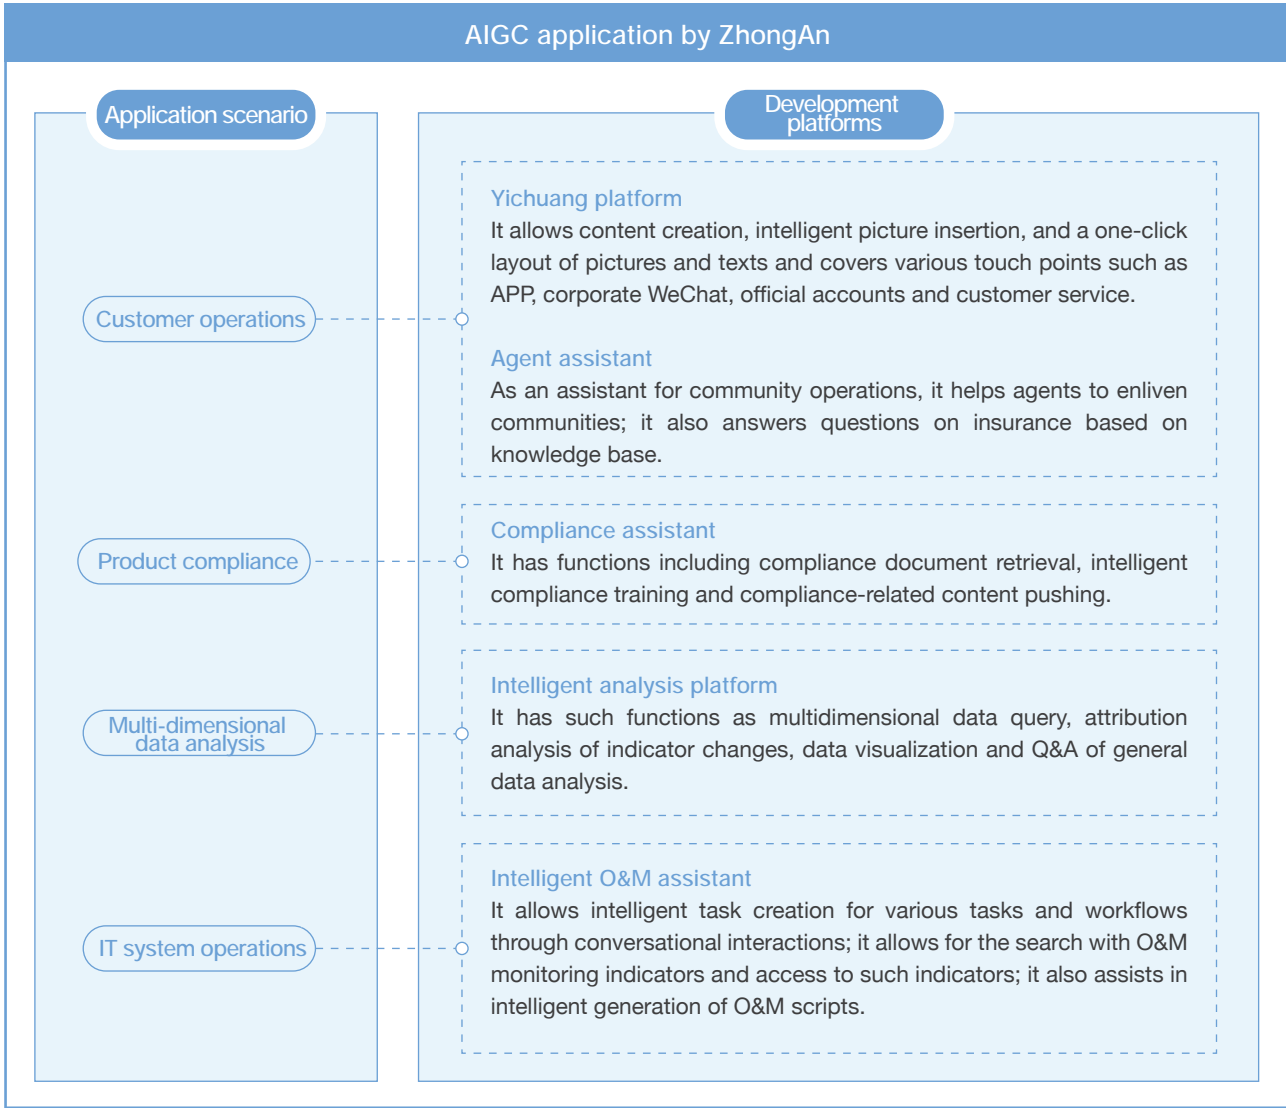 AIGC application by ZhongAn
Application scenario
Development
platforms
Customer operations
Yichuang platform
It allows content creation, intelligent picture insertion, and a one-click
layout of pictures and texts and covers various touch points such as
APP, corporate WeChat, official accounts and customer service.
Agent assistant
As an assistant for community operations, it helps agents to enliven
communities; it also answers questions on insurance based on
knowledge base.
Product compliance
Compliance assistant
It has functions including compliance document retrieval, intelligent
compliance training and compliance-related content pushing.
Multi-dimensional
data analysis
Intelligent analysis platform
It has such functions as multidimensional data query, attribution
analysis of indicator changes, data visualization and Q&A of general
data analysis.
IT system operations
Intelligent O&M assistant
It allows intelligent task creation for various tasks and workflows
through conversational interactions; it allows for the search with O&M
monitoring indicators and access to such indicators; it also assists in
intelligent generation of O&M scripts.